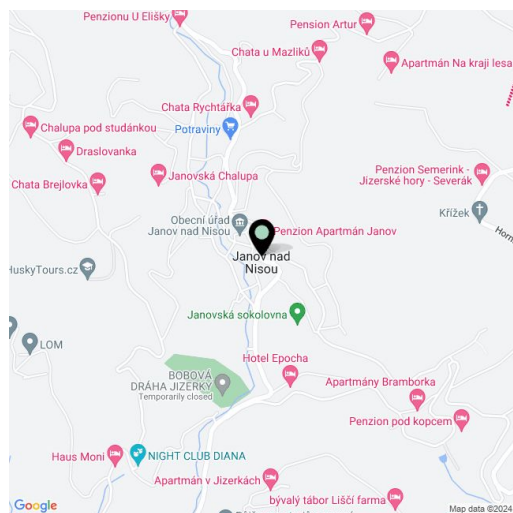 Penzionu U Elišky
Pension Artur
Chata u Mazlíků
Apartmán Na kraji lesa
Chata Rychtářka
Potraviny
Chalupa pod studánkou
Draslovanka
Chata Brejlovka
Janovská Chalupa
Penzion Semerink -
Jizerské hory - Severák
Křížek
Obecní úřad
Janov nad Nisou
Penzion Apartmán Janov
Janov nad
Nisou
HuskyTours.cz
Janovská sokolovna
LOM
Hotel Epocha
BOBOVÁ
DRÁHA JIZERKY
Temporarily closed
Apartmány Bramborka
Penzion pod kopcem
Haus Moni
NIGHT CLUB DIANA
Apartmán v Jizerkách
bývalý tábor Liščí farma
Google
Map data ©2024